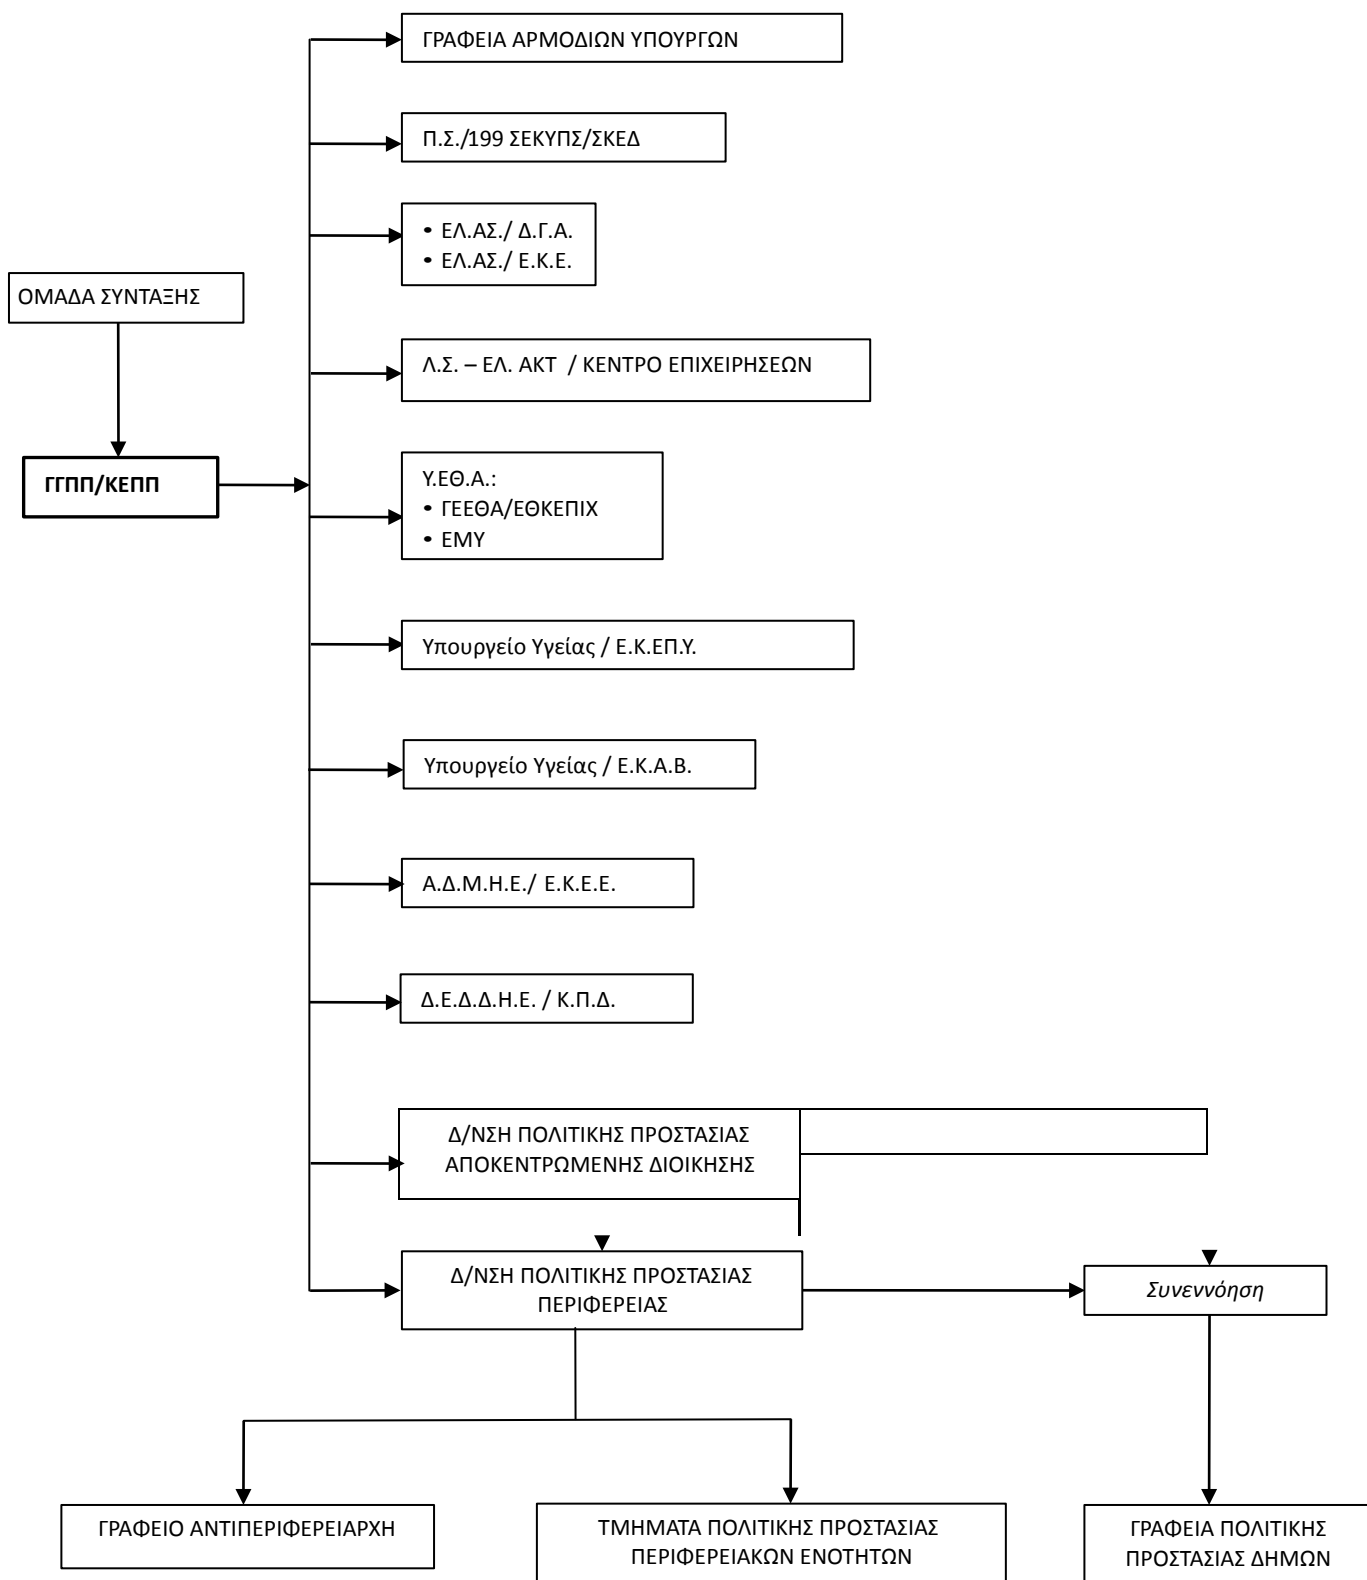 ΓΡΑΦΕΙΑ ΑΡΜΟΔΙΩΝ ΥΠΟΥΡΓΩΝ
Π.Σ./199 ΣΕΚΥΠΣ/ΣΚΕΔ
• ΕΛ.ΑΣ./ Δ.Γ.Α.
• ΕΛ.ΑΣ./ Ε.Κ.Ε.
ΟΜΑΔΑ ΣΥΝΤΑΞΗΣ
Λ.Σ. – ΕΛ. ΑΚΤ / ΚΕΝΤΡΟ ΕΠΙΧΕΙΡΗΣΕΩΝ
ΓΓΠΠ/ΚΕΠΠ
Υ.ΕΘ.Α.:
• ΓΕΕΘΑ/ΕΘΚΕΠΙΧ
• ΕΜΥ
Υπουργείο Υγείας / Ε.Κ.ΕΠ.Υ.
Υπουργείο Υγείας / Ε.Κ.Α.Β.
Α.Δ.Μ.Η.Ε./ Ε.Κ.Ε.Ε.
Δ.Ε.Δ.Δ.Η.Ε. / Κ.Π.Δ.
Δ/ΝΣΗ ΠΟΛΙΤΙΚΗΣ ΠΡΟΣΤΑΣΙΑΣ
ΑΠΟΚΕΝΤΡΩΜΕΝΗΣ ΔΙΟΙΚΗΣΗΣ
Δ/ΝΣΗ ΠΟΛΙΤΙΚΗΣ ΠΡΟΣΤΑΣΙΑΣ
ΠΕΡΙΦΕΡΕΙΑΣ
Συνεννόηση
ΓΡΑΦΕΙΟ ΑΝΤΙΠΕΡΙΦΕΡΕΙΑΡΧΗ
ΤΜΗΜΑΤΑ ΠΟΛΙΤΙΚΗΣ ΠΡΟΣΤΑΣΙΑΣ
ΠΕΡΙΦΕΡΕΙΑΚΩΝ ΕΝΟΤΗΤΩΝ
ΓΡΑΦΕΙΑ ΠΟΛΙΤΙΚΗΣ
ΠΡΟΣΤΑΣΙΑΣ ΔΗΜΩΝ